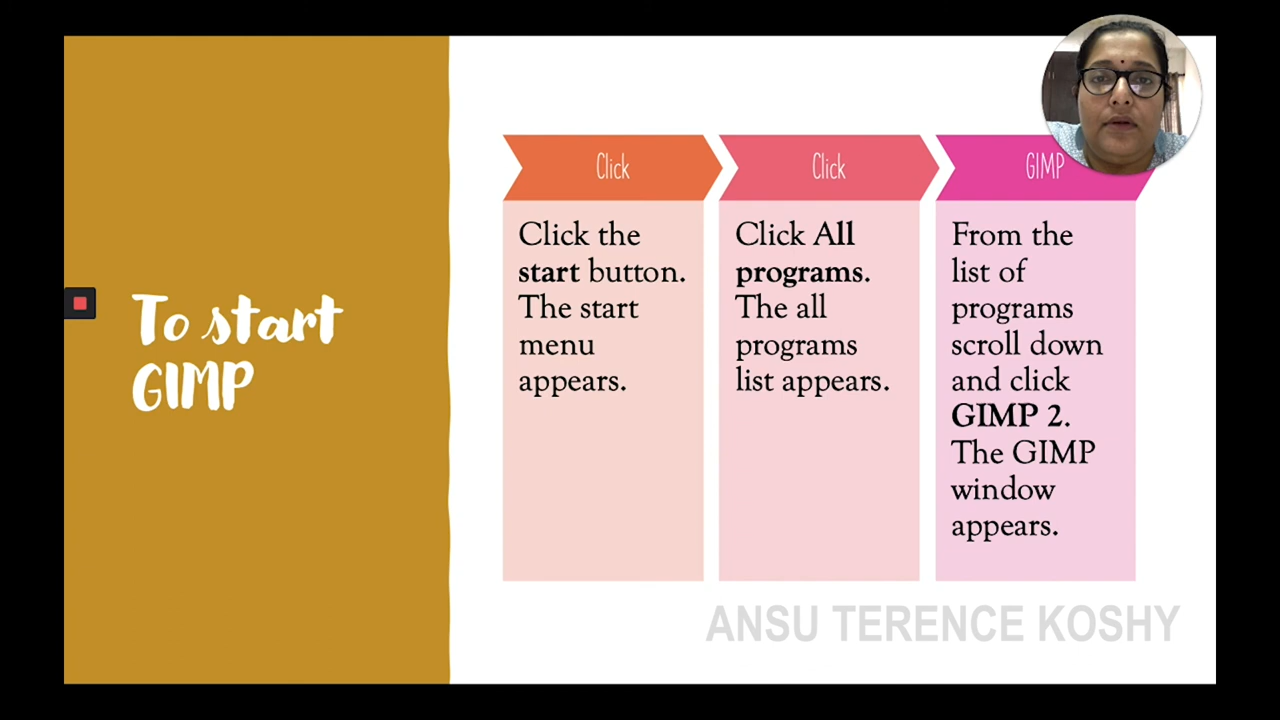 To start
GIMP
Click
Click the
start button.
The start
menu
appears.
Click
Click All
programs.
The all
programs
list appears.
GIMP
From the
list of
programs
scroll down
and click
GIMP 2.
The GIMP
window
appears.
ANSU TERENCE KOSHY